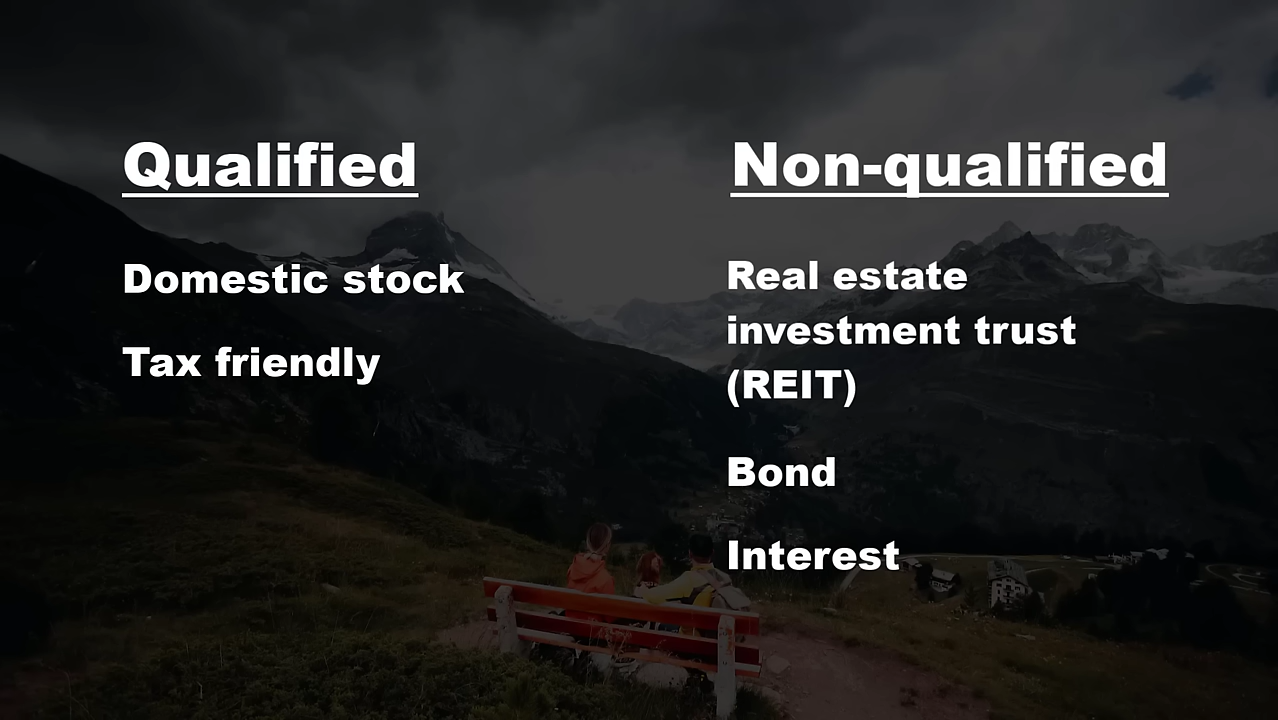 Qualified
Domestic stock
Tax friendly
Non-qualified
Real estate
investment trust
(REIT)
Bond
Interest